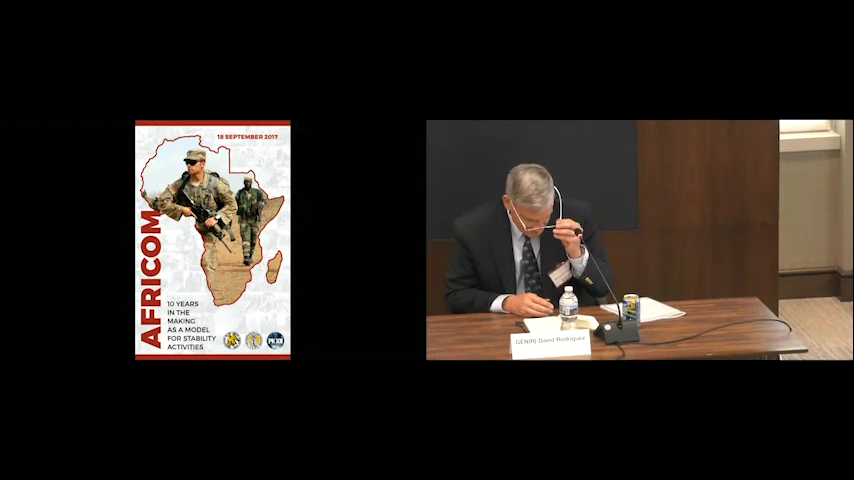 18 SEPTEMBER 2017
AFRICOM
10 YEARS
IN THE
MAKING
AS A MODEL
FOR STABILITY
ACTIVITIES
GEN(R) David Rodriguez